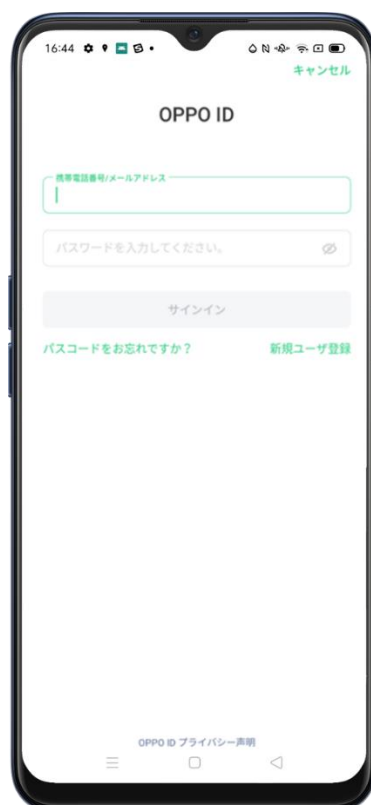 16:44
キャンセル
OPPO ID
携帯電話番号/メールアドレス
パスワードを入力してください。
サインイン
パスコードをお忘れですか？ 新規ユーザ登録
OPPO ID プライバシー声明